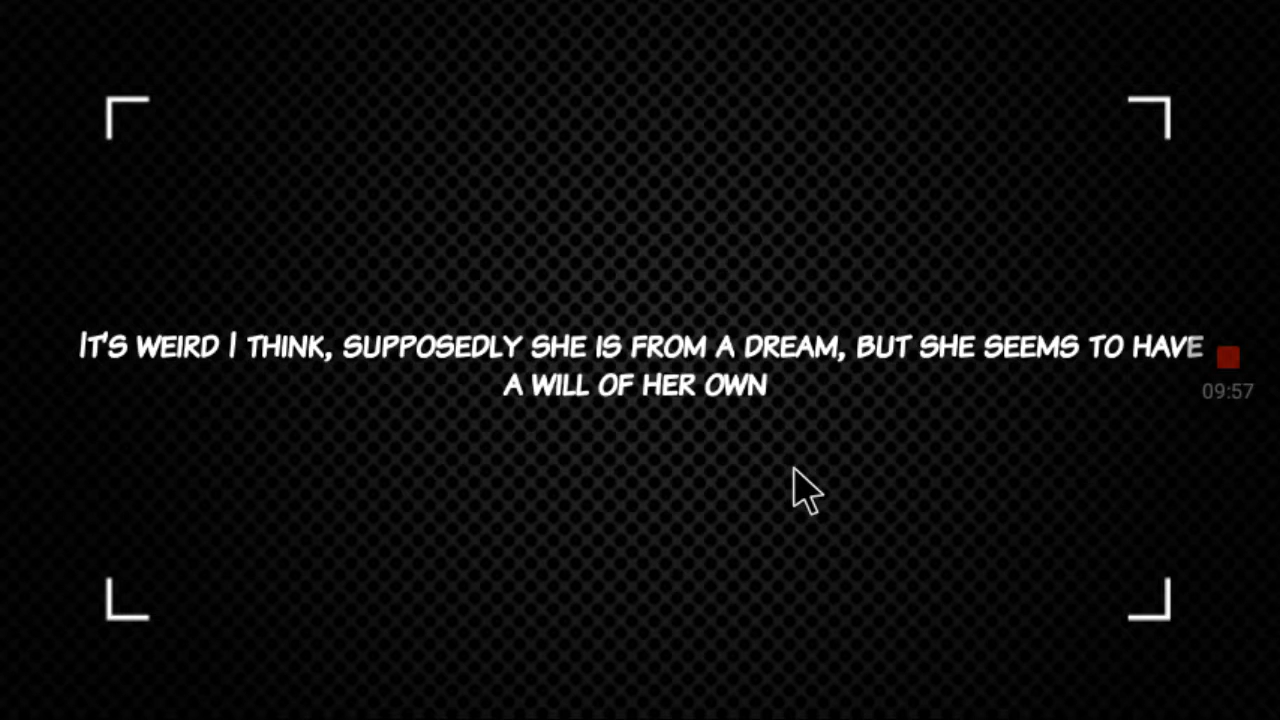 IT'S WEIRD I THINK, SUPPOSEDLY SHE IS FROM A DREAM, BUT SHE SEEMS TO HAVE
A WILL OF HER OWN
09:57